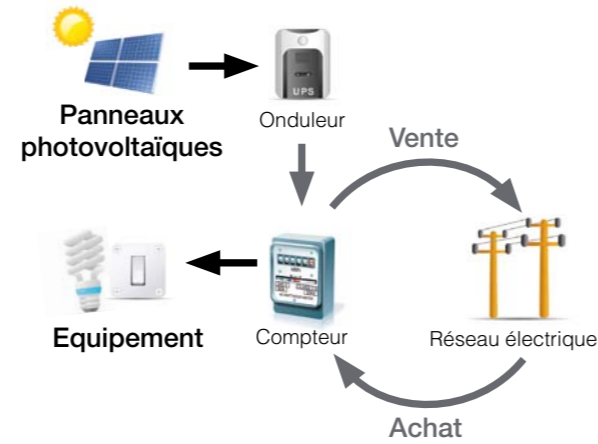 UPS
Panneaux
photovoltaïques
Onduleur
Vente
Equipement
Compteur
Réseau électrique
Achat